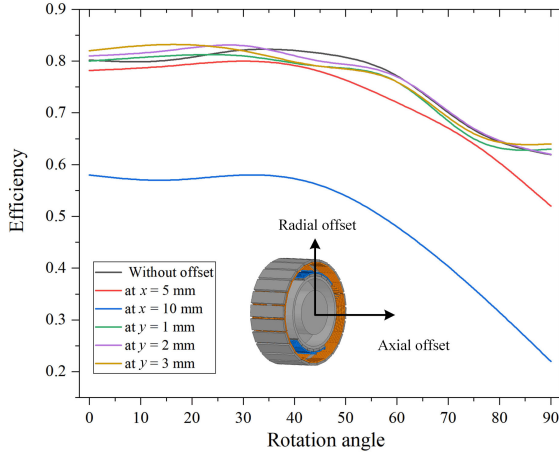 0.9
0.8
0.7
0.6
0.5
0.4
0.3
0.2
Efficiency
Radial offset
Axial offset
Without offset
at x = 5 mm
at x = 10 mm
at y = 1 mm
at y = 2 mm
at y = 3 mm
0 10 20 30 40 50 60 70 80 90
Rotation angle